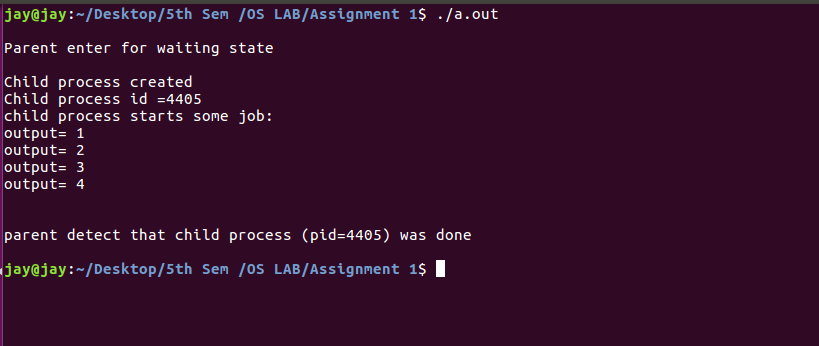 jay@jay:~/Desktop/5th Sem /OS LAB/Assignment 1$ ./a.out
Parent enter for waiting state
Child process created
Child process id =4405
child process starts some job:
output= 1
output= 2
output= 3
output= 4
parent detect that child process (pid=4405) was done
jay@jay:~/Desktop/5th Sem /OS LAB/Assignment 1$